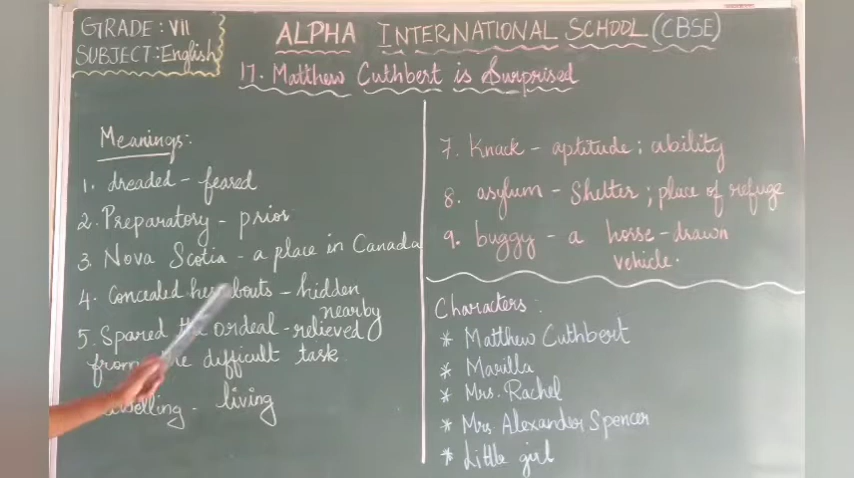 GRADE : VII
SUBJECT : English
ALPHA INTERNATIONAL SCHOOL (CBSE)
17. Matthew Cuthbert is Surprised
Meanings:
1. dreaded - feared
2. Preparatory - prior
3. Nova Scotia - a place in Canada
4. Concealed - hidden
nearby
5. Spared the ordeal - relieved
from the difficult task
living
7. Knack - aptitude ; ability
8. asylum - Shelter ; place of refuge
9. buggy - a horse-drawn
vehicle.
Characters :
* Matthew Cuthbert
* Marilla
* Mrs. Rachel
* Mrs. Alexander Spencer
* Little girl